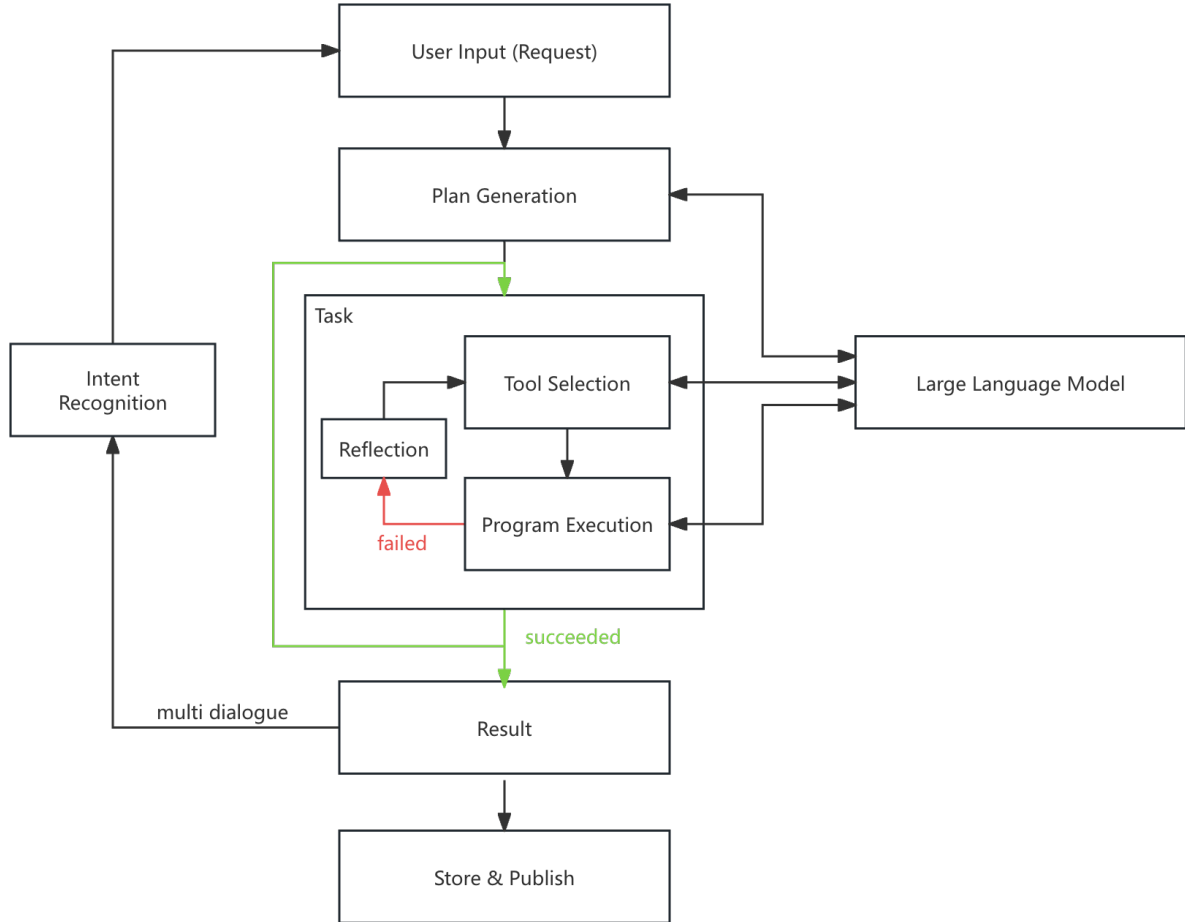 User Input (Request)
Plan Generation
Task
Tool Selection
Large Language Model
Intent
Recognition
Reflection
Program Execution
failed
succeeded
multi dialogue
Result
Store & Publish